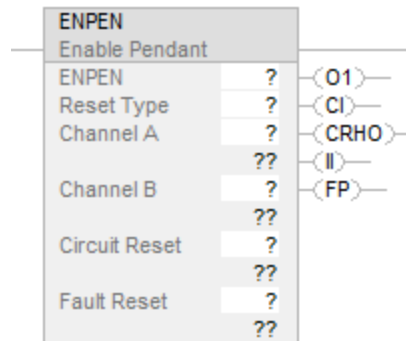 ENPEN
Enable Pendant
ENPEN ? (O1)
Reset Type ? (CI)
Channel A ? (CRHO)
?? (II)
Channel B ? (FP)
??
Circuit Reset ?
??
Fault Reset ?
??